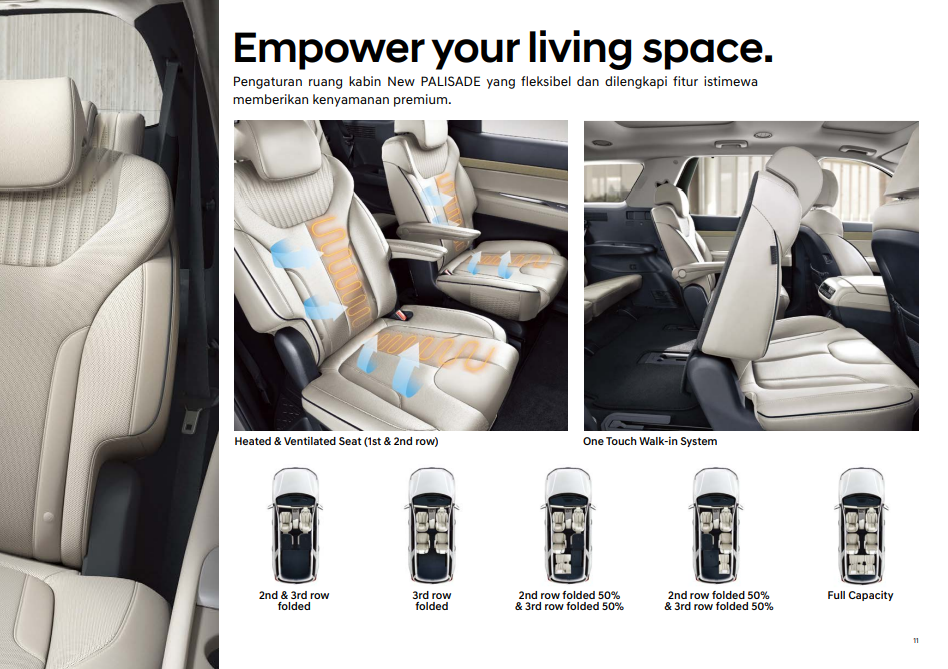 Empower your living space.
Pengaturan ruang kabin New PALISADE yang fleksibel dan dilengkapi fitur istimewa
memberikan kenyamanan premium.
Heated & Ventilated Seat (1st & 2nd row)
One Touch Walk-in System
2nd & 3rd row
folded
3rd row
folded
2nd row folded 50%
& 3rd row folded 50%
2nd row folded 50%
& 3rd row folded 50%
Full Capacity
11